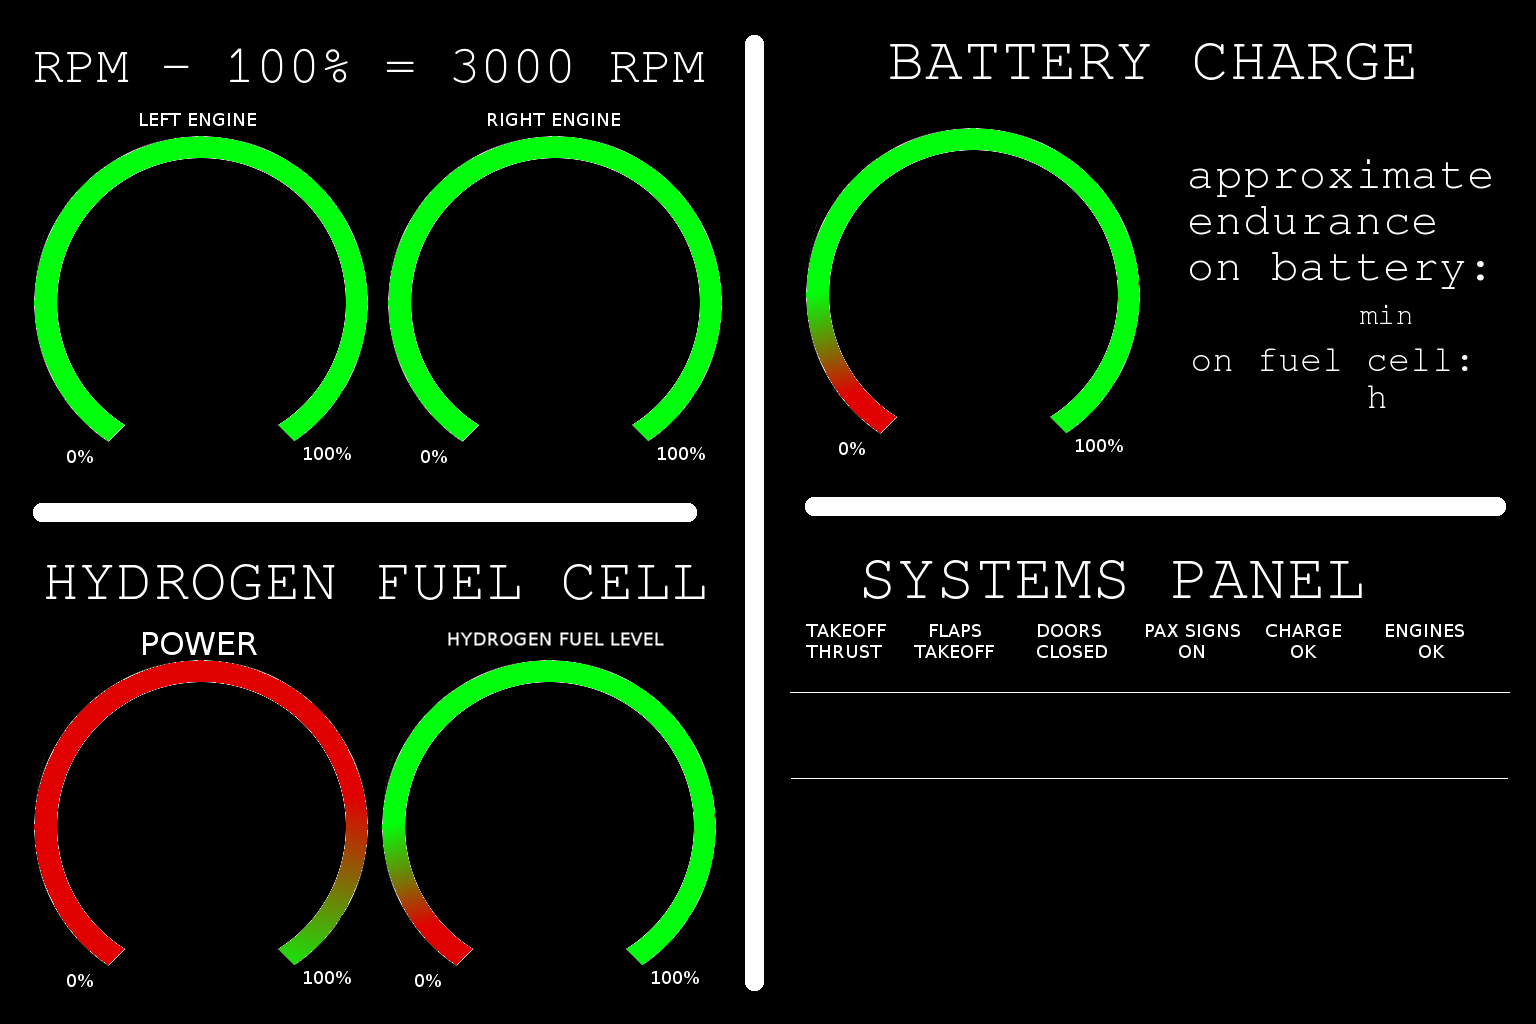 RPM - 100% = 3000 RPM
LEFT ENGINE
RIGHT ENGINE
0%
100%
0%
100%
BATTERY CHARGE
approximate
endurance
on battery:
min
on fuel cell:
h
0%
100%
HYDROGEN FUEL CELL
POWER
HYDROGEN FUEL LEVEL
0%
100%
0%
100%
SYSTEMS PANEL
TAKEOFF
THRUST
FLAPS
TAKEOFF
DOORS
CLOSED
PAX SIGNS
ON
CHARGE
OK
ENGINES
OK